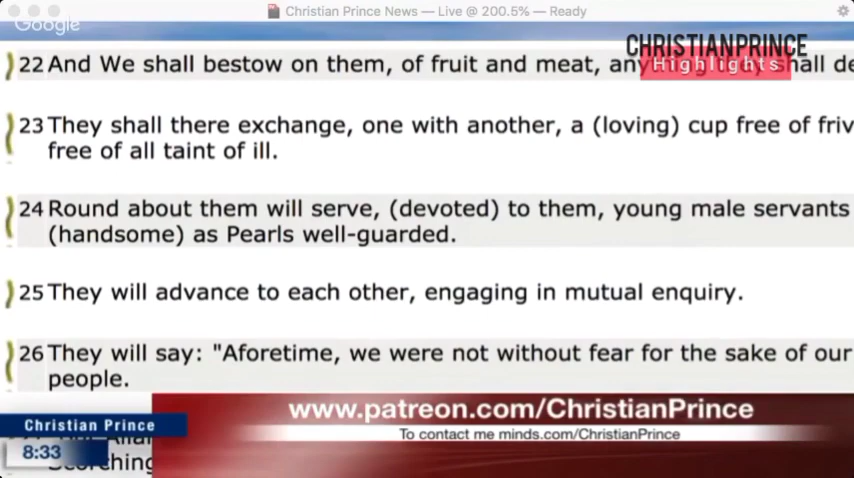 Christian Prince News — Live @ 200.5% — Ready
Google
CHRISTIAN PRINCE
Highlights
22 And We shall bestow on them, of fruit and meat, shall de
23 They shall there exchange, one with another, a (loving) cup free of friv
free of all taint of ill.
24 Round about them will serve, (devoted) to them, young male servants
(handsome) as Pearls well-guarded.
25 They will advance to each other, engaging in mutual enquiry.
26 They will say: "Aforetime, we were not without fear for the sake of our
people.
www.patreon.com/ChristianPrince
Christian Prince
To contact me minds.com/ChristianPrince
8:33